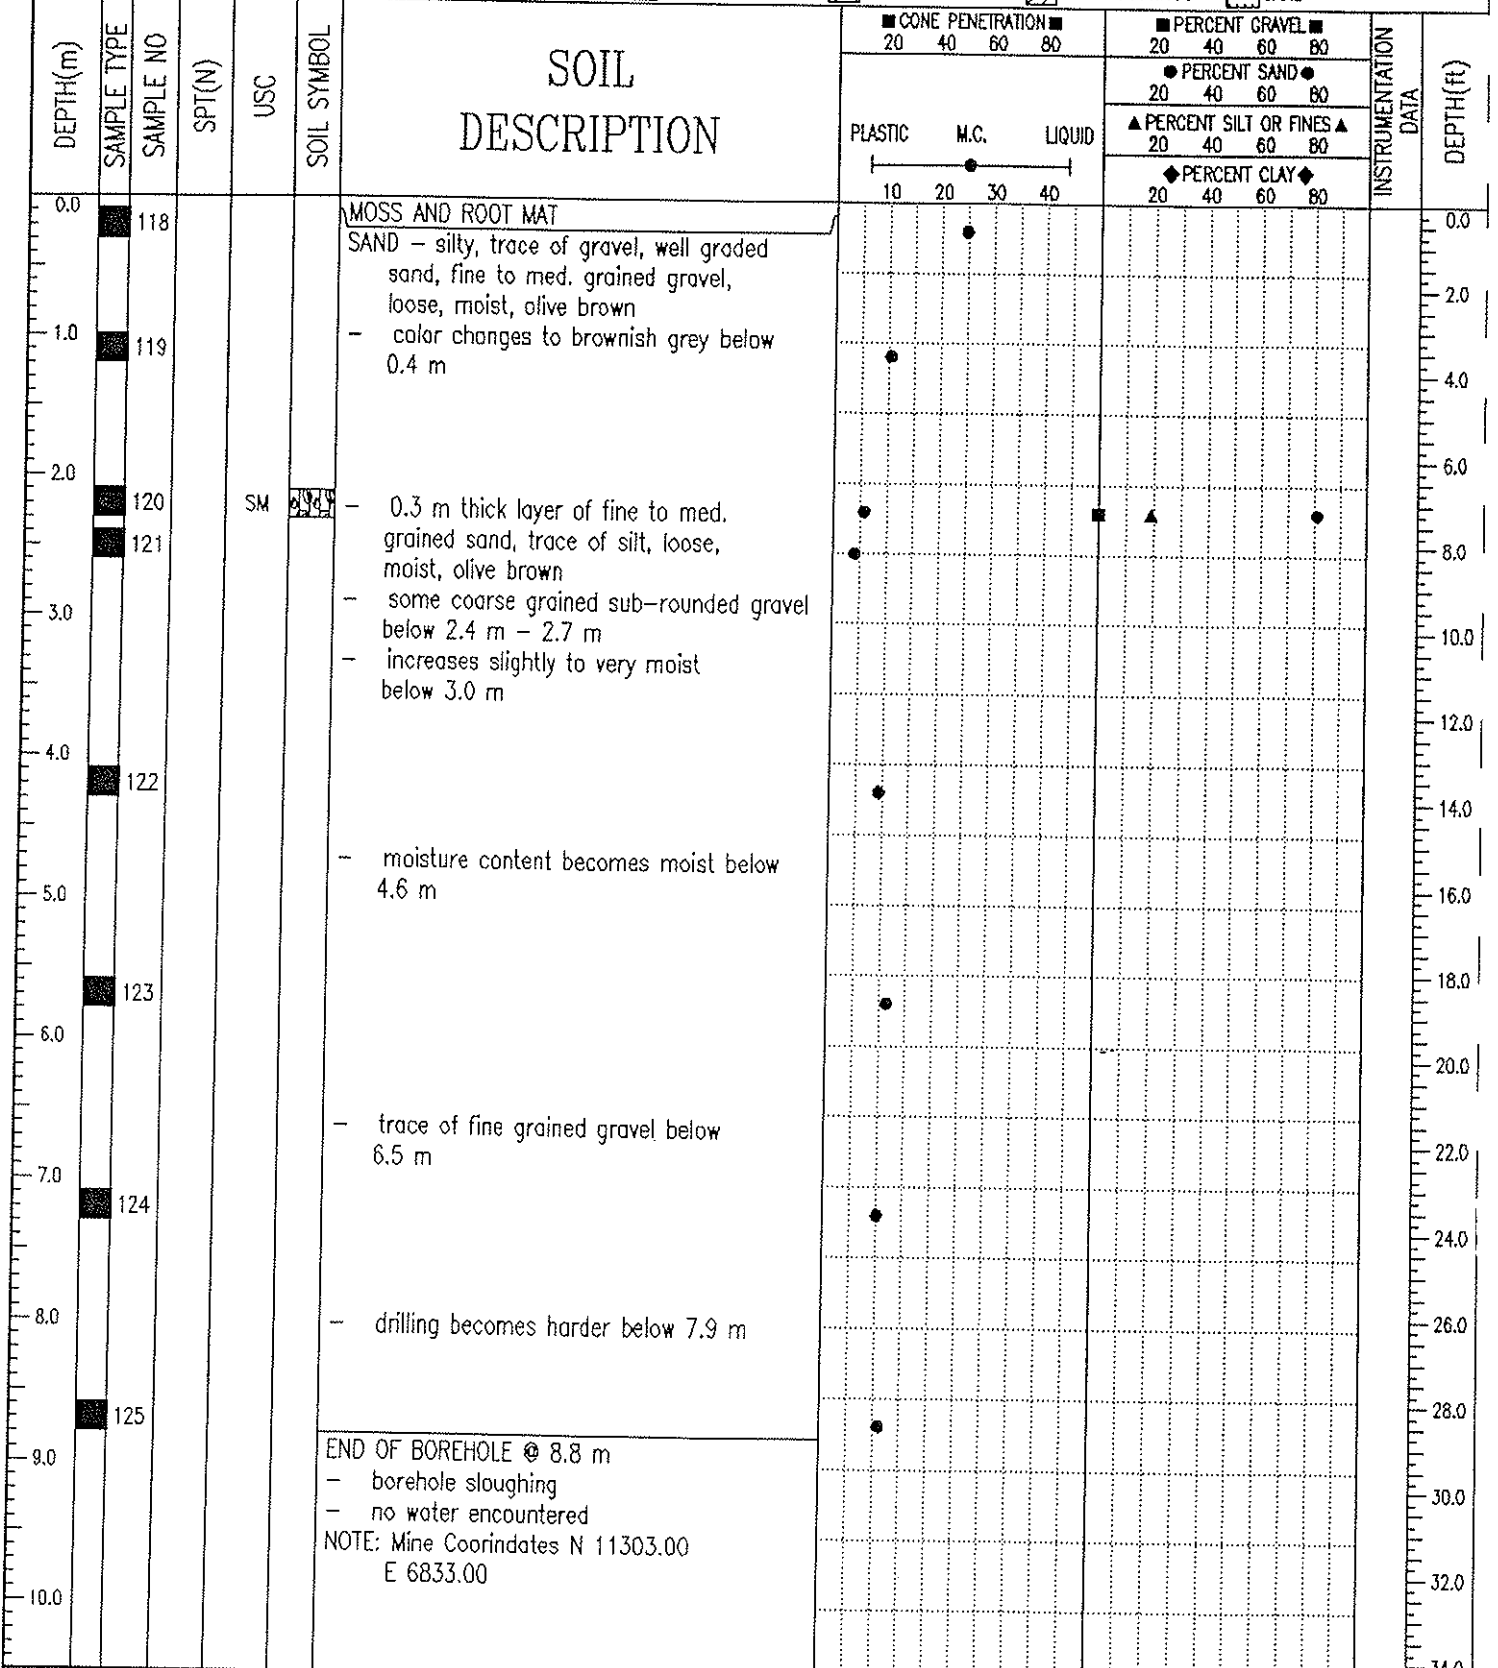 DEPTH(m)
SAMPLE TYPE
SAMPLE NO
SPT(N)
USC
SOIL SYMBOL
SOIL
DESCRIPTION
■ CONE PENETRATION ■
20 40 60 80
PLASTIC M.C. LIQUID
10 20 30 40
■ PERCENT GRAVEL ■
20 40 60 80
● PERCENT SAND ●
20 40 60 80
▲ PERCENT SILT OR FINES ▲
20 40 60 80
◆ PERCENT CLAY ◆
20 40 60 80
INSTRUMENTATION
DATA
DEPTH(ft)
0.0
118
MOSS AND ROOT MAT
0.0
SAND – silty, trace of gravel, well graded
sand, fine to med. grained gravel,
loose, moist, olive brown
2.0
1.0
119
– color changes to brownish grey below
0.4 m
4.0
2.0
6.0
120
SM
– 0.3 m thick layer of fine to med.
121
grained sand, trace of silt, loose,
moist, olive brown
8.0
3.0
– some coarse grained sub–rounded gravel
below 2.4 m – 2.7 m
10.0
– increases slightly to very moist
below 3.0 m
12.0
4.0
122
14.0
– moisture content becomes moist below
4.6 m
5.0
16.0
123
18.0
6.0
20.0
– trace of fine grained gravel below
6.5 m
22.0
7.0
124
24.0
8.0
– drilling becomes harder below 7.9 m
26.0
125
28.0
9.0
END OF BOREHOLE @ 8.8 m
– borehole sloughing
– no water encountered
30.0
NOTE: Mine Coorindates N 11303.00
E 6833.00
10.0
32.0
34.0